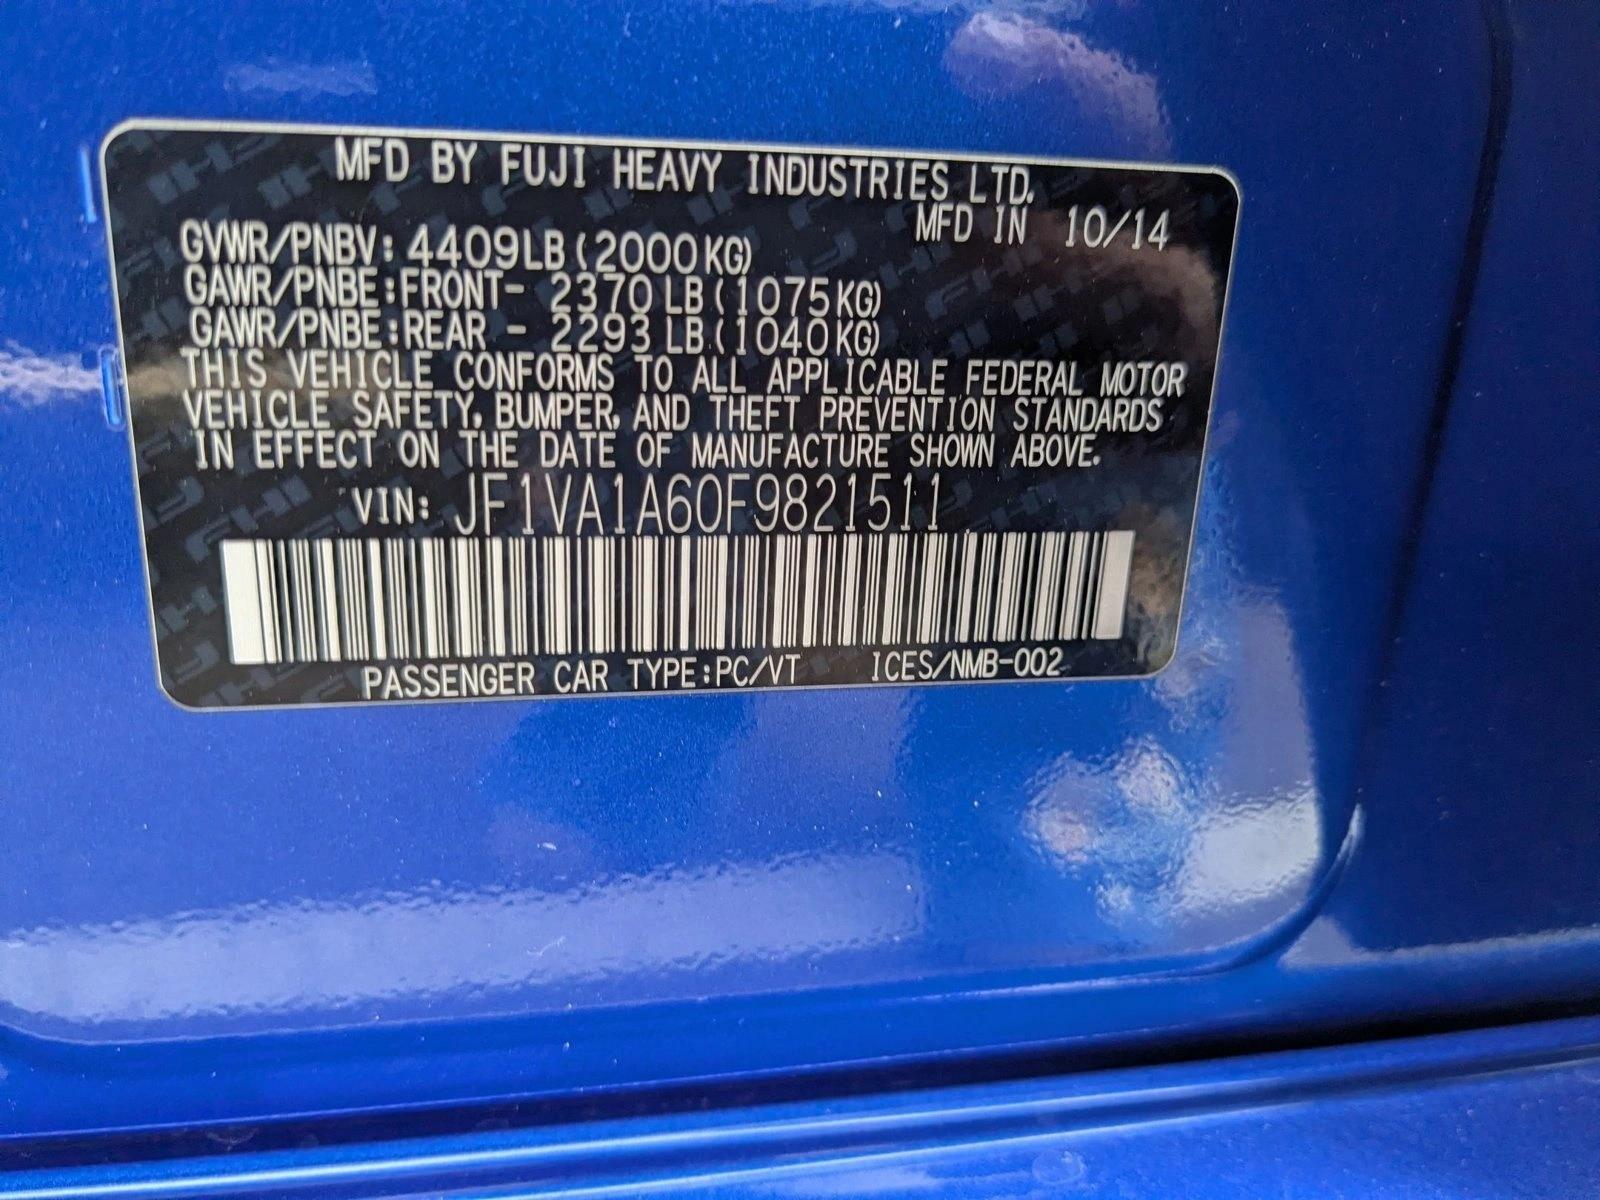 MFD BY FUJI HEAVY INDUSTRIES LTD.
MFD IN 10/14
GVWR/PNBV: 4409LB(2000KG)
GAWR/PNBE:FRONT- 2370LB(1075KG)
GAWR/PNBE:REAR - 2293LB(1040KG)
THIS VEHICLE CONFORMS TO ALL APPLICABLE FEDERAL MOTOR
VEHICLE SAFETY, BUMPER, AND THEFT PREVENTION STANDARDS
IN EFFECT ON THE DATE OF MANUFACTURE SHOWN ABOVE.
VIN: JF1VA1A60F9821511
PASSENGER CAR TYPE:PC/VT ICES/NMB-002